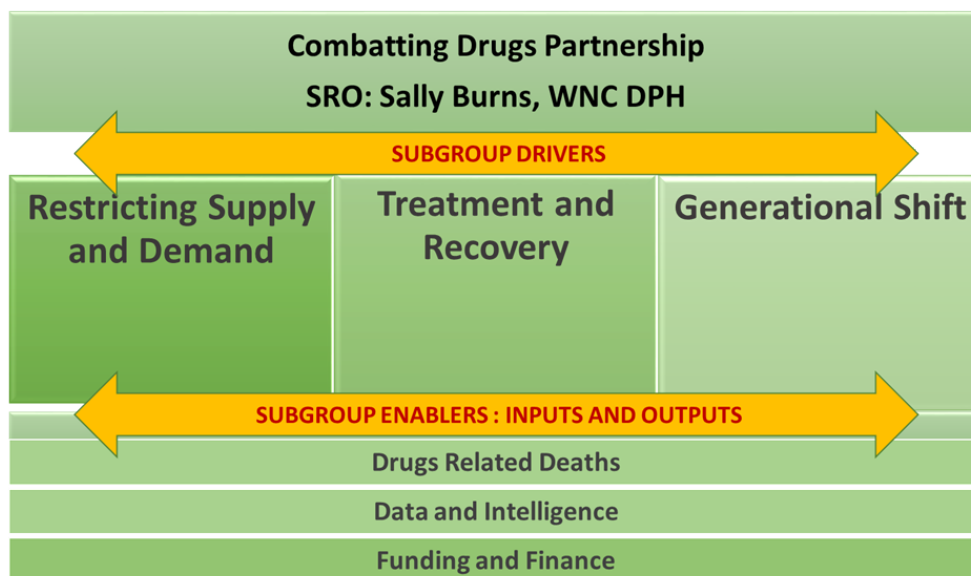 Combatting Drugs Partnership
SRO: Sally Burns, WNC DPH
SUBGROUP DRIVERS
Restricting Supply
and Demand
Treatment and
Recovery
Generational Shift
SUBGROUP ENABLERS : INPUTS AND OUTPUTS
Drugs Related Deaths
Data and Intelligence
Funding and Finance